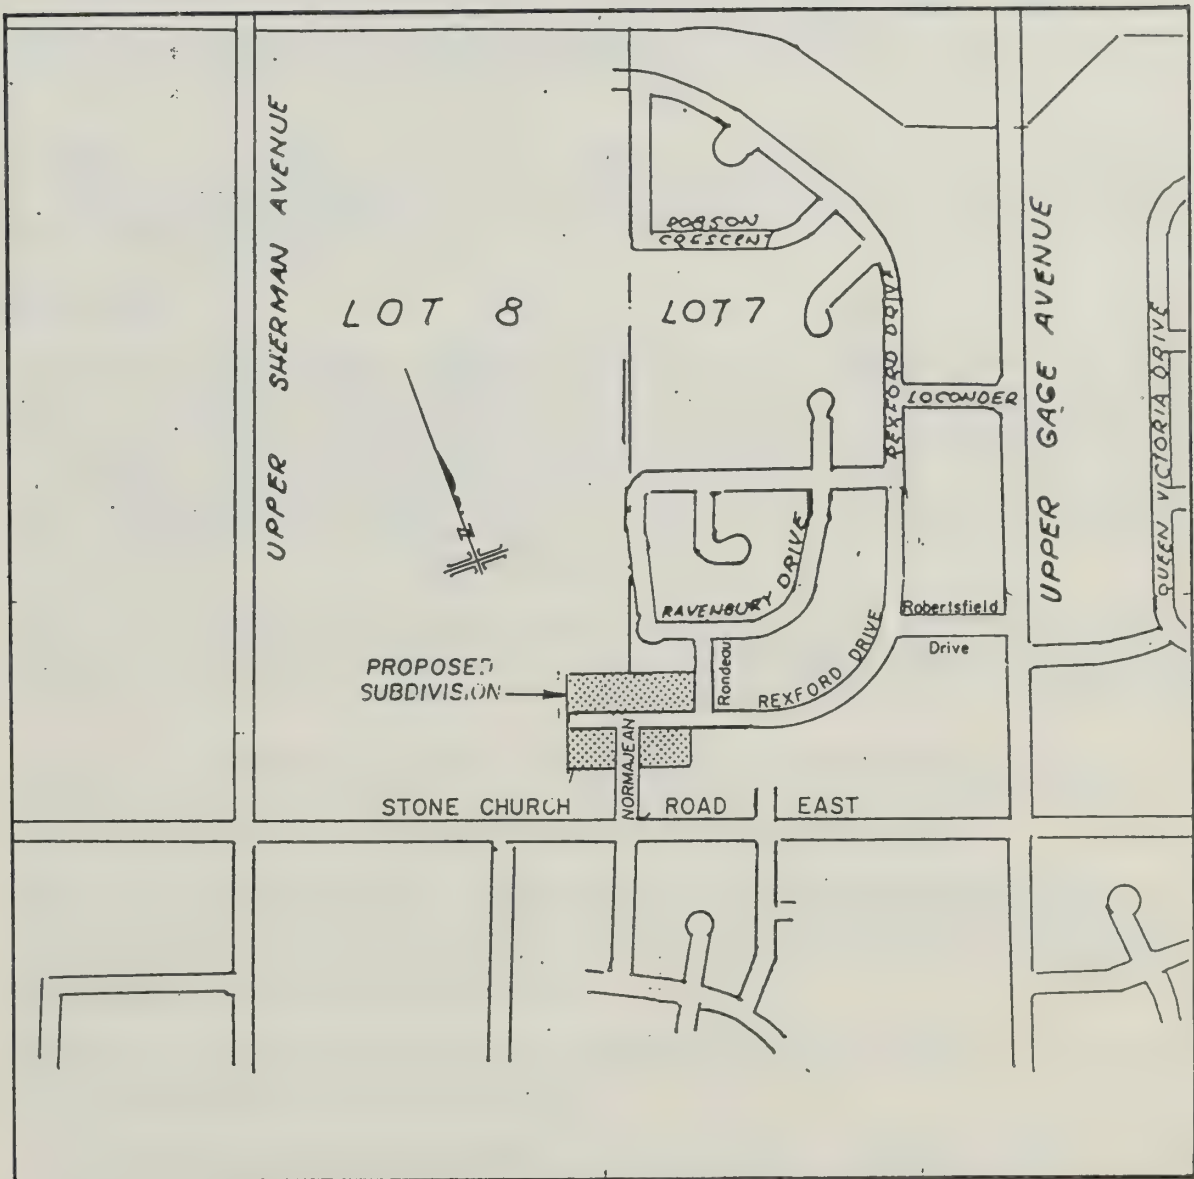 UPPER SHERMAN AVENUE
DOBSON
CRESCENT
LOT 8
LOT 7
REXFORD DRIVE
LOCONDER
UPPER GAGE AVENUE
QUEEN VICTORIA DRIVE
N
RAVENBURY DRIVE
Robertsfield
Drive
Rondeau
REXFORD DRIVE
PROPOSED
SUBDIVISION
NORMAJEAN
STONE CHURCH ROAD EAST